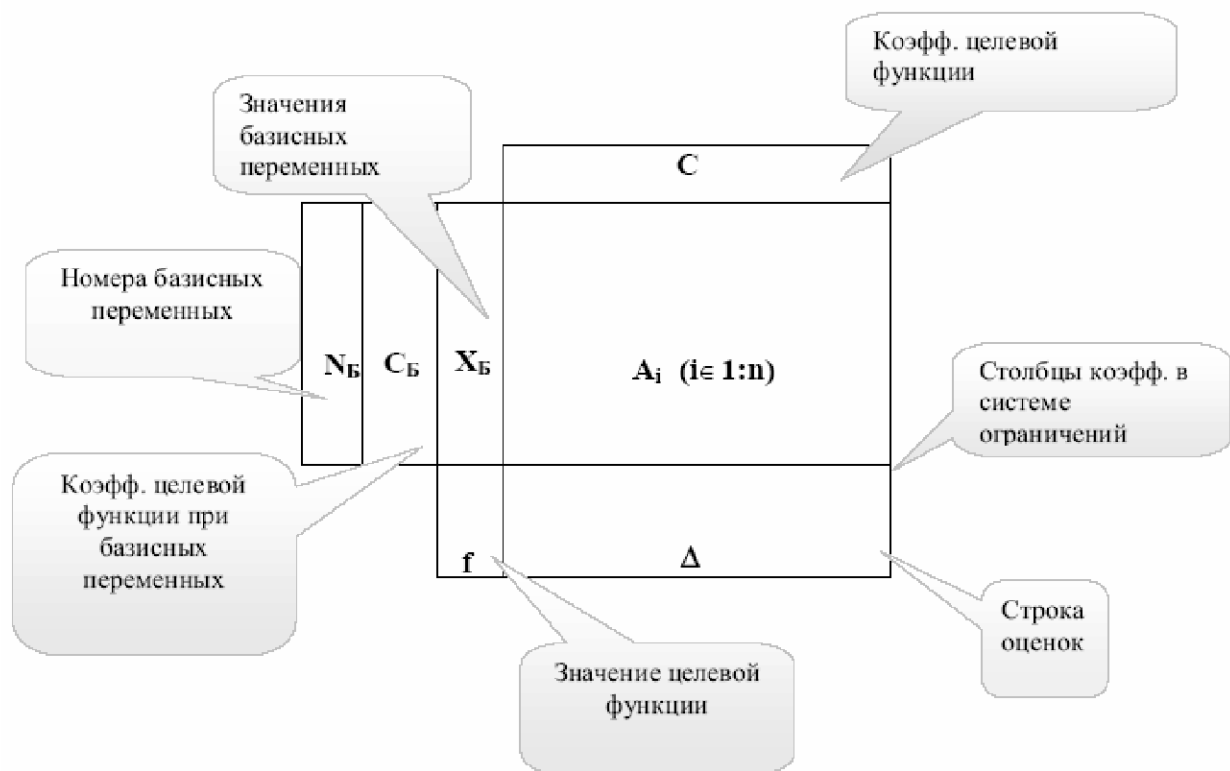 Коэфф. целевой
функции
Значения
базисных
переменных
C
Номера базисных
переменных
NБ CБ XБ Ai (i∈ 1:n)
Столбцы коэфф. в
системе
ограничений
Коэфф. целевой
функции при
базисных
переменных
f Δ
Строка
оценок
Значение целевой
функции